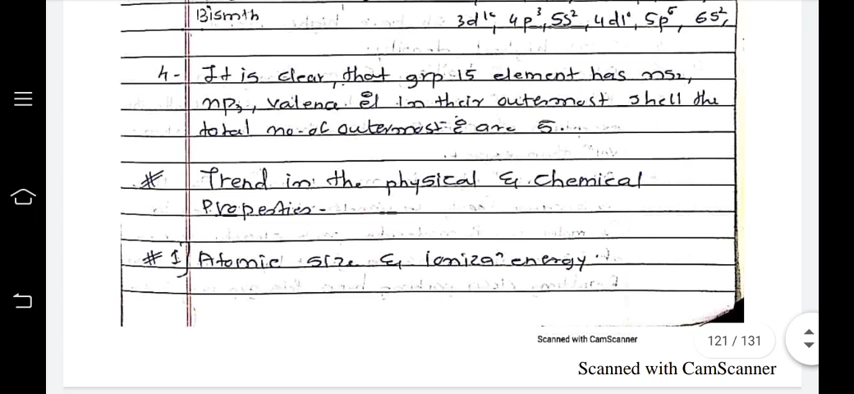 Bismth 3d¹⁰, 4p³, 5s², 4d1⁰, 5p⁶, 6s²,
4- It is clear, that grp 15 element has ns2,
np3, valena ē in their outermost shell the
total no-of outermost ē are 5...
# Trend in the physical & chemical
Properties-
# 1) Atomic size & ionizaⁿ energy.
Scanned with CamScanner
121 / 131
Scanned with CamScanner